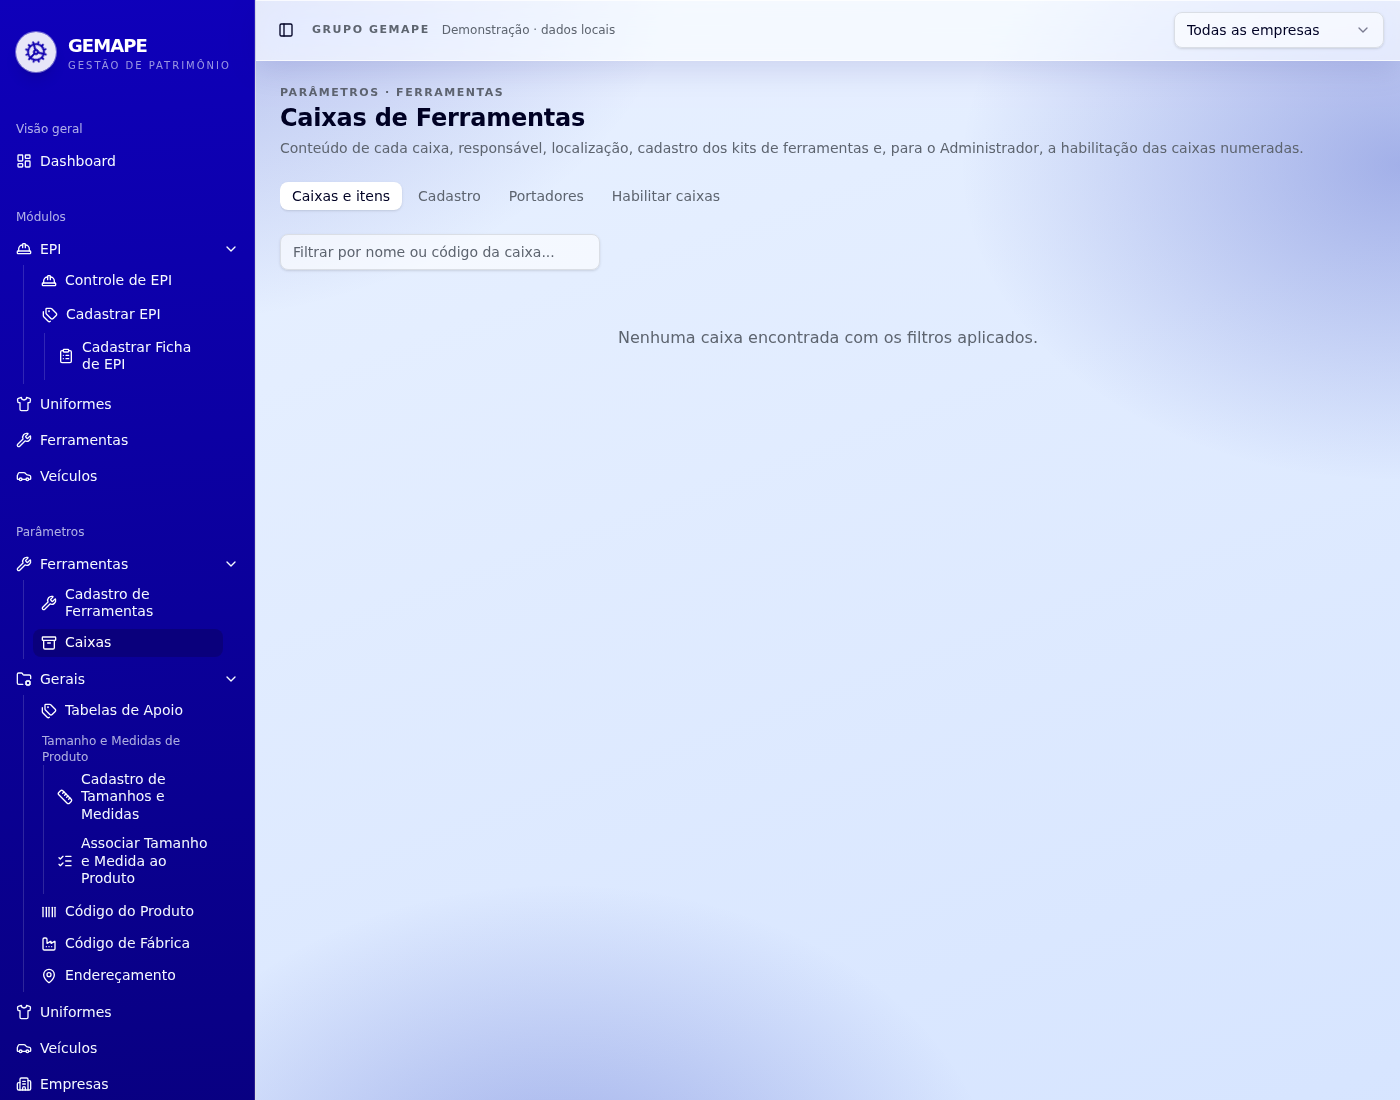 GEMAPE
GESTÃO DE PATRIMÔNIO
Visão geral
Dashboard
Módulos
EPI
Controle de EPI
Cadastrar EPI
Cadastrar Ficha
de EPI
Uniformes
Ferramentas
Veículos
Parâmetros
Ferramentas
Cadastro de
Ferramentas
Caixas
Gerais
Tabelas de Apoio
Tamanho e Medidas de
Produto
Cadastro de
Tamanhos e
Medidas
Associar Tamanho
e Medida ao
Produto
Código do Produto
Código de Fábrica
Endereçamento
Uniformes
Veículos
Empresas
GRUPO GEMAPE Demonstração · dados locais
Todas as empresas
PARÂMETROS · FERRAMENTAS
Caixas de Ferramentas
Conteúdo de cada caixa, responsável, localização, cadastro dos kits de ferramentas e, para o Administrador, a habilitação das caixas numeradas.
Caixas e itens Cadastro Portadores Habilitar caixas
Filtrar por nome ou código da caixa...
Nenhuma caixa encontrada com os filtros aplicados.